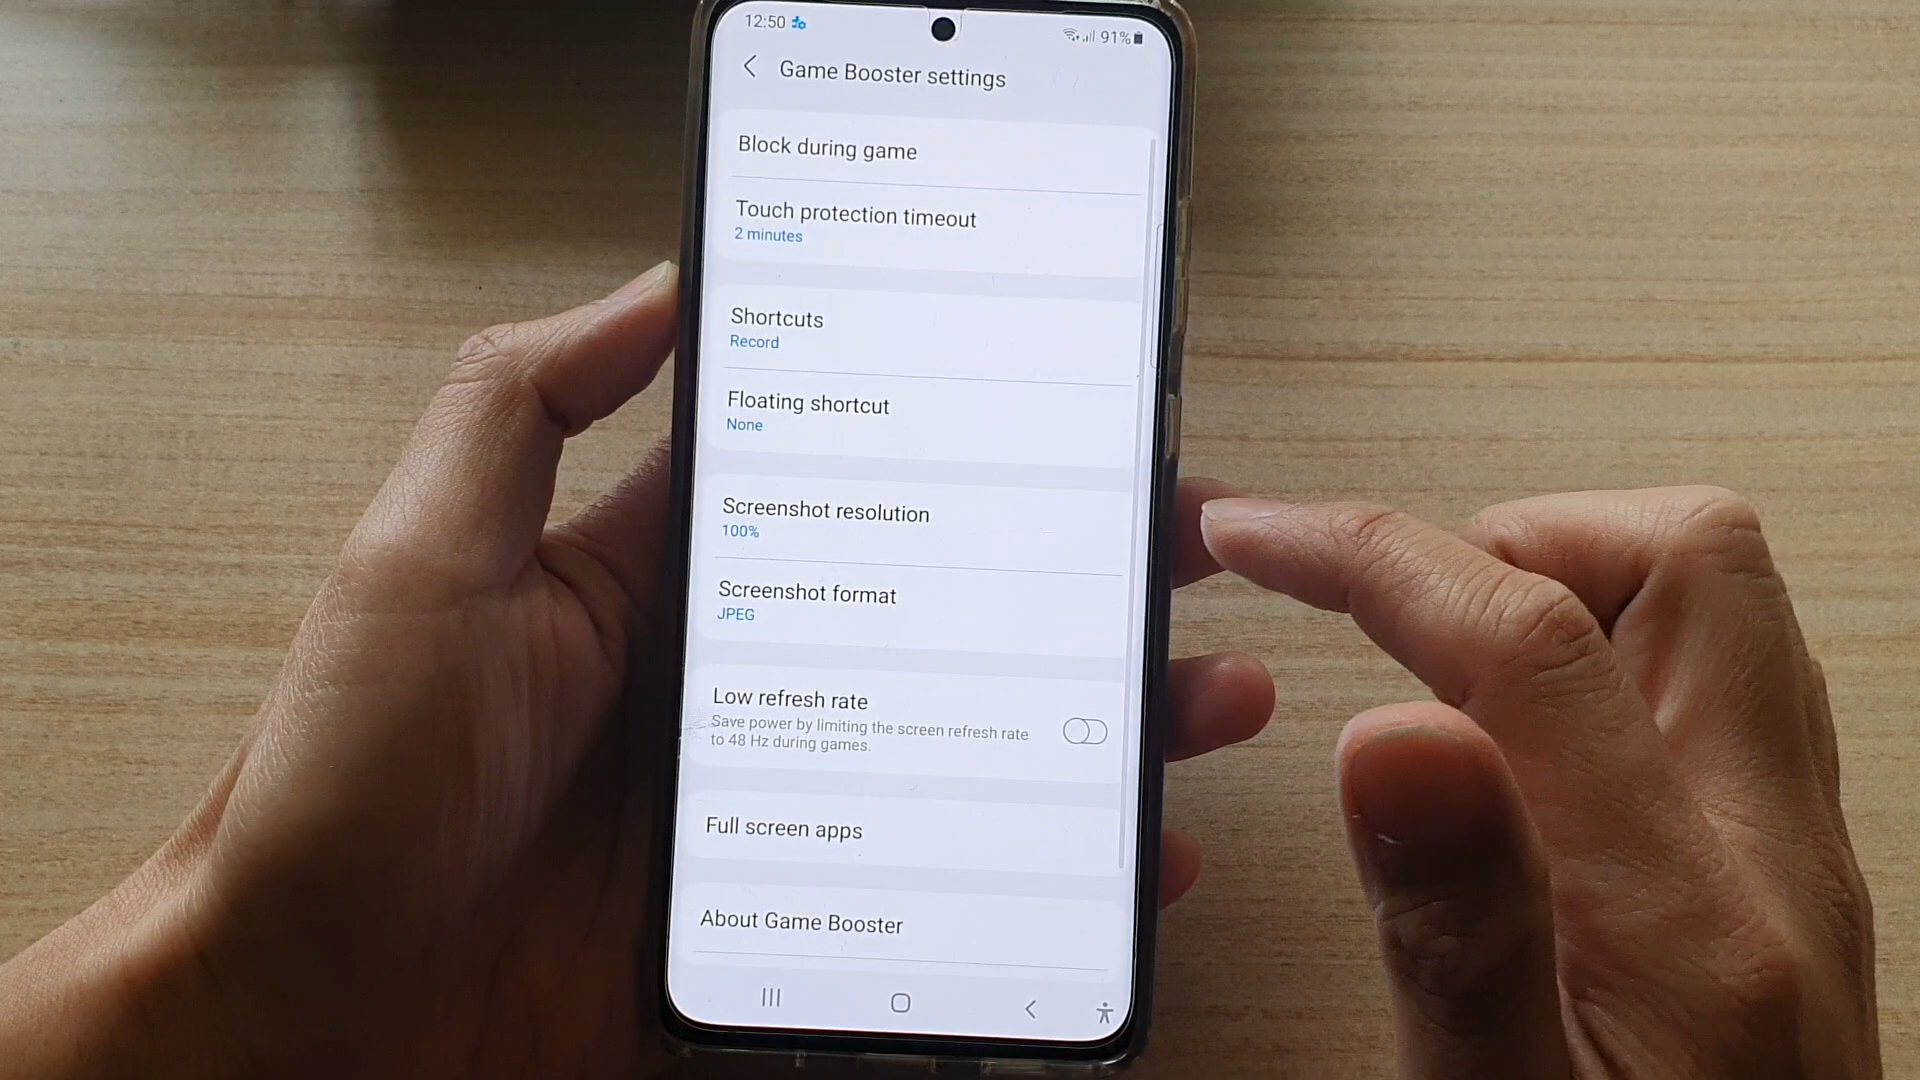 12:50
91%
Game Booster settings
Block during game
Touch protection timeout
2 minutes
Shortcuts
Record
Floating shortcut
None
Screenshot resolution
100%
Screenshot format
JPEG
Low refresh rate
Save power by limiting the screen refresh rate
to 48 Hz during games.
Full screen apps
About Game Booster